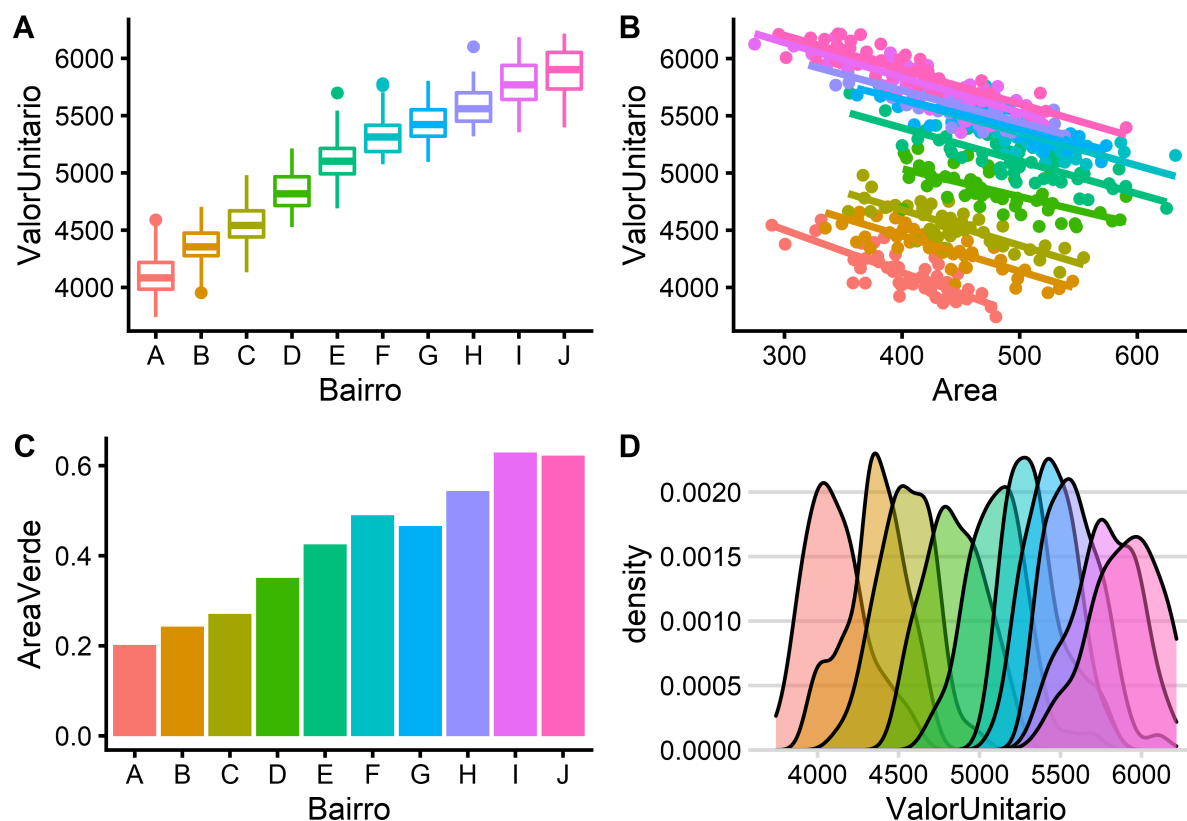 A
ValorUnitario
6000
5500
5000
4500
4000
A B C D E F G H I J
Bairro
B
ValorUnitario
6000
5500
5000
4500
4000
300 400 500 600
Area
C
AreaVerde
0.6
0.4
0.2
0.0
A B C D E F G H I J
Bairro
D
density
0.0020
0.0015
0.0010
0.0005
0.0000
4000 4500 5000 5500 6000
ValorUnitario